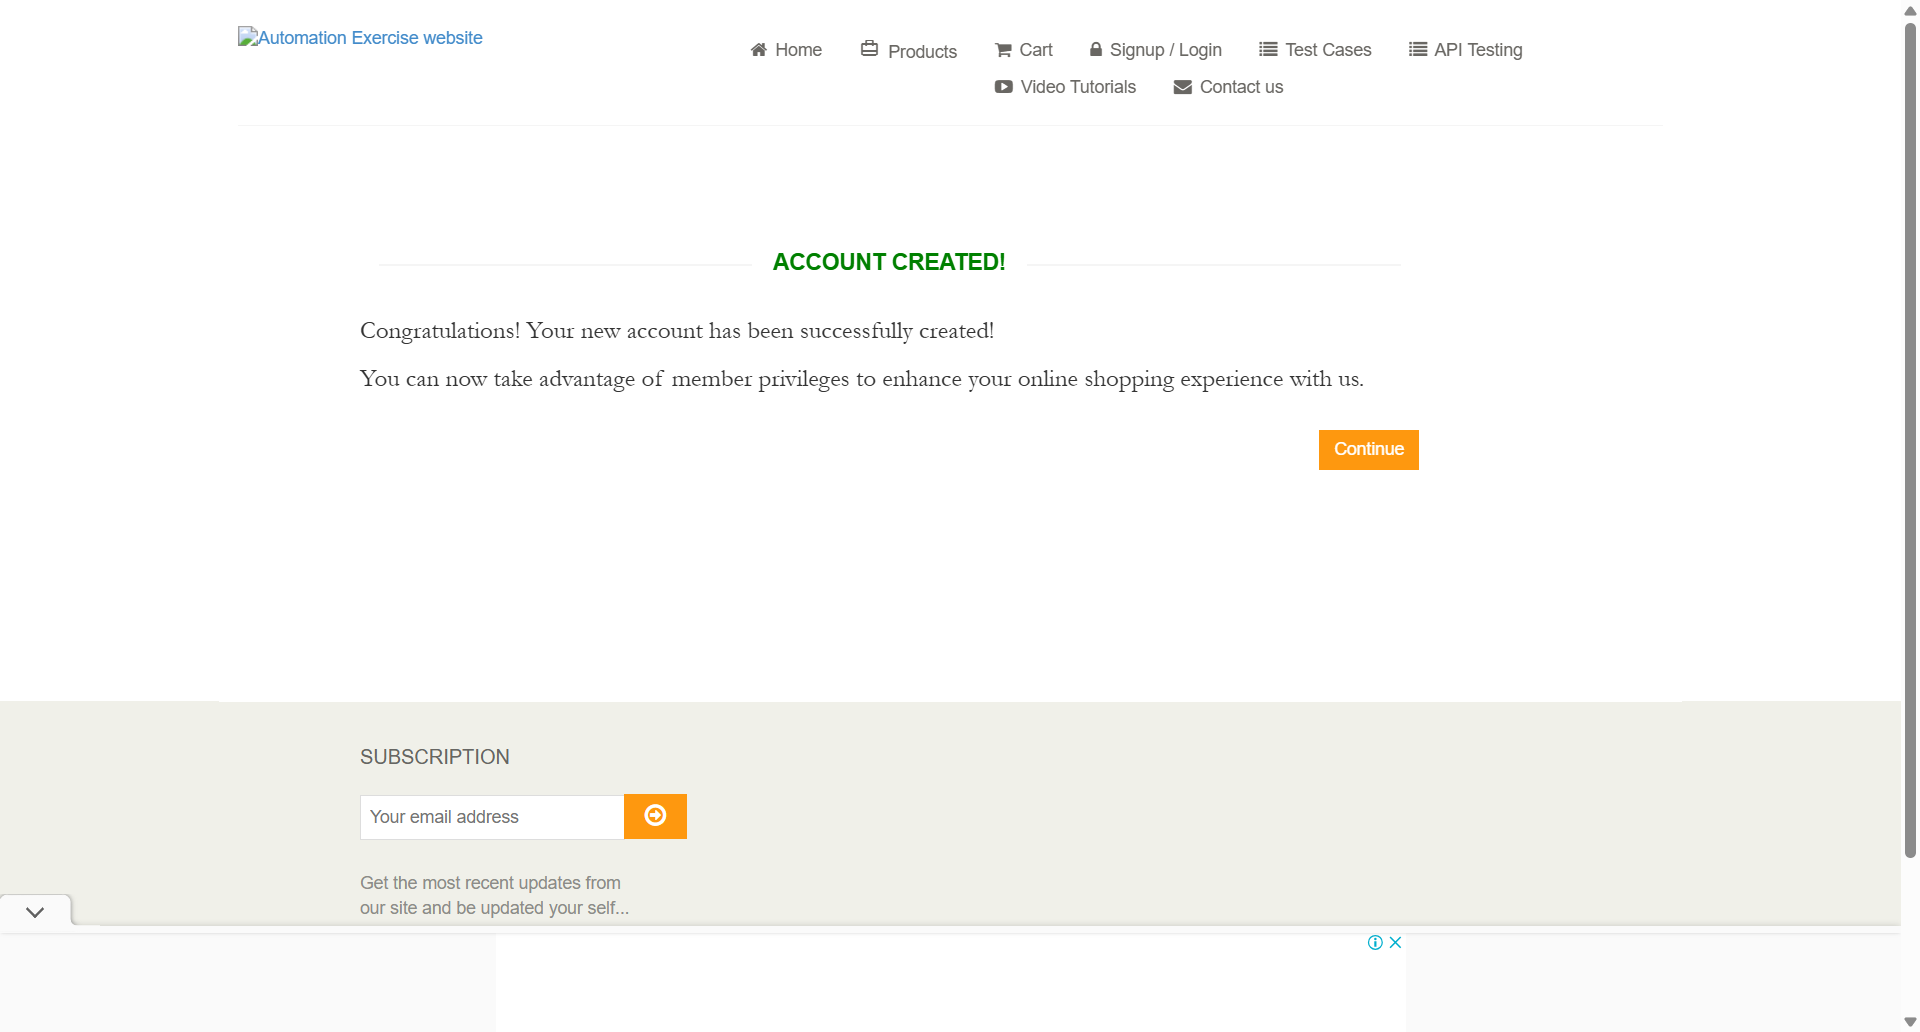 Automation Exercise website
Home Products Cart Signup / Login Test Cases API Testing
Video Tutorials Contact us
ACCOUNT CREATED!
Congratulations! Your new account has been successfully created!
You can now take advantage of member privileges to enhance your online shopping experience with us.
Continue
SUBSCRIPTION
Your email address
Get the most recent updates from
our site and be updated your self...